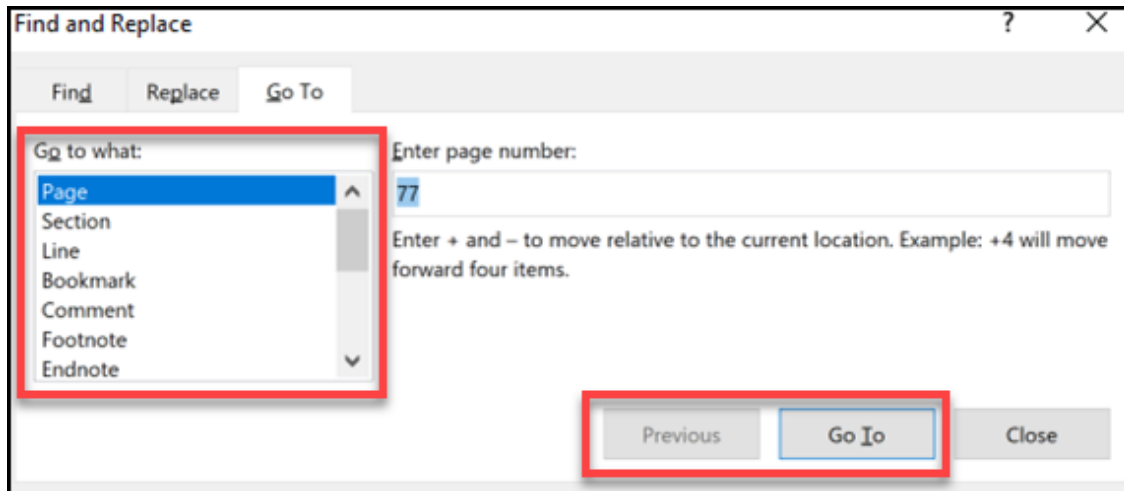 Find and Replace ?
Find Replace Go To
Go to what:
Page
Section
Line
Bookmark
Comment
Footnote
Endnote
Enter page number:
77
Enter + and – to move relative to the current location. Example: +4 will move
forward four items.
Previous Go To Close